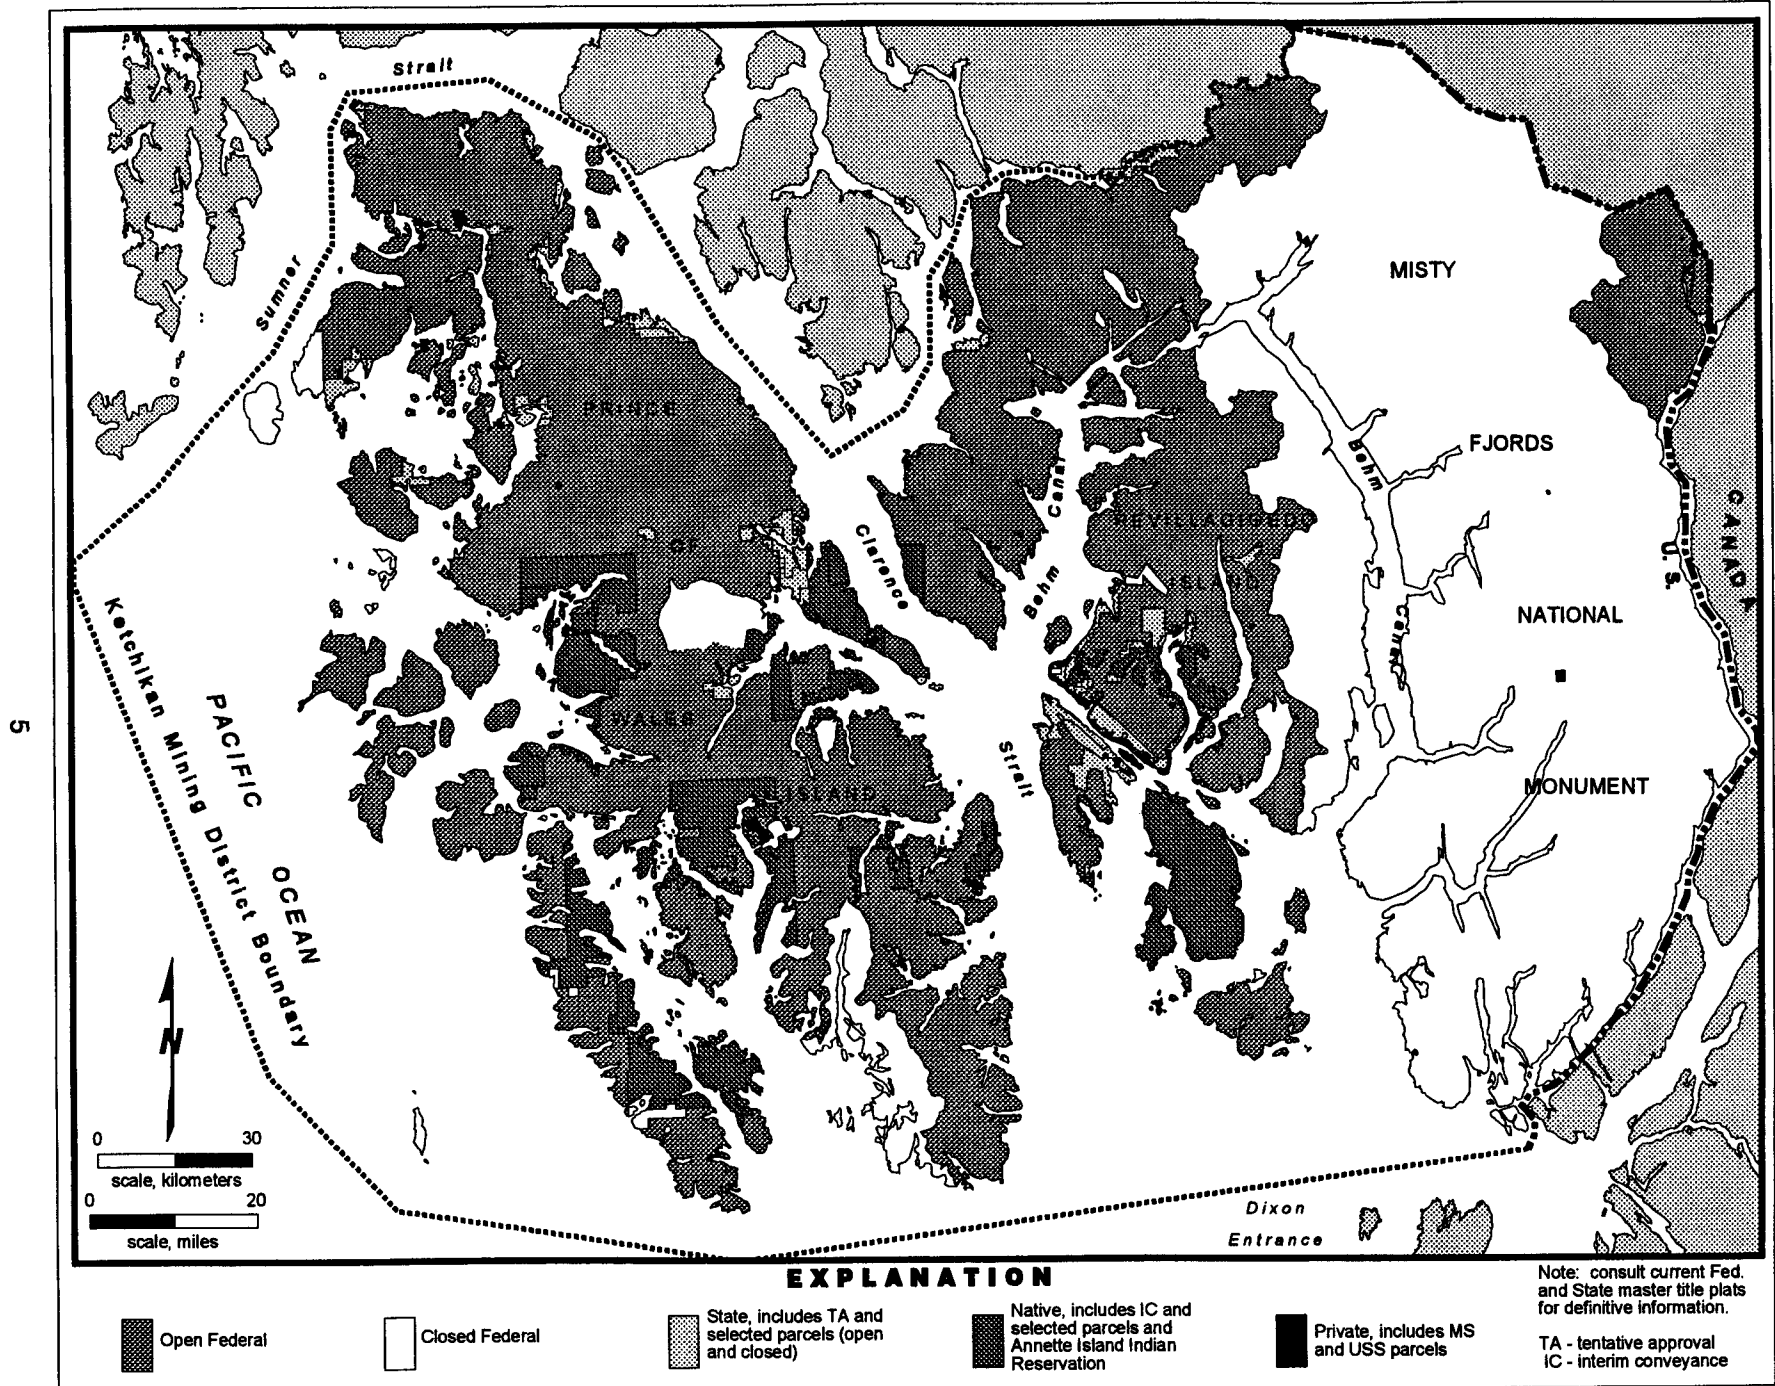 Strait
Sumner
MISTY
PRINCE
FJORDS
Behm
Canal
CANADA
U.S.
REVILLAGIGEDO
OF
Clarence
ISLAND
Behm
Canal
NATIONAL
Ketchikan Mining District Boundary
PACIFIC OCEAN
WALES
Strait
MONUMENT
ISLAND
5
N
0 30
scale, kilometers
0 20
scale, miles
Dixon
Entrance
EXPLANATION
Open Federal
Closed Federal
State, includes TA and
selected parcels (open
and closed)
Native, includes IC and
selected parcels and
Annette Island Indian
Reservation
Private, includes MS
and USS parcels
Note: consult current Fed.
and State master title plats
for definitive information.
TA - tentative approval
IC - interim conveyance